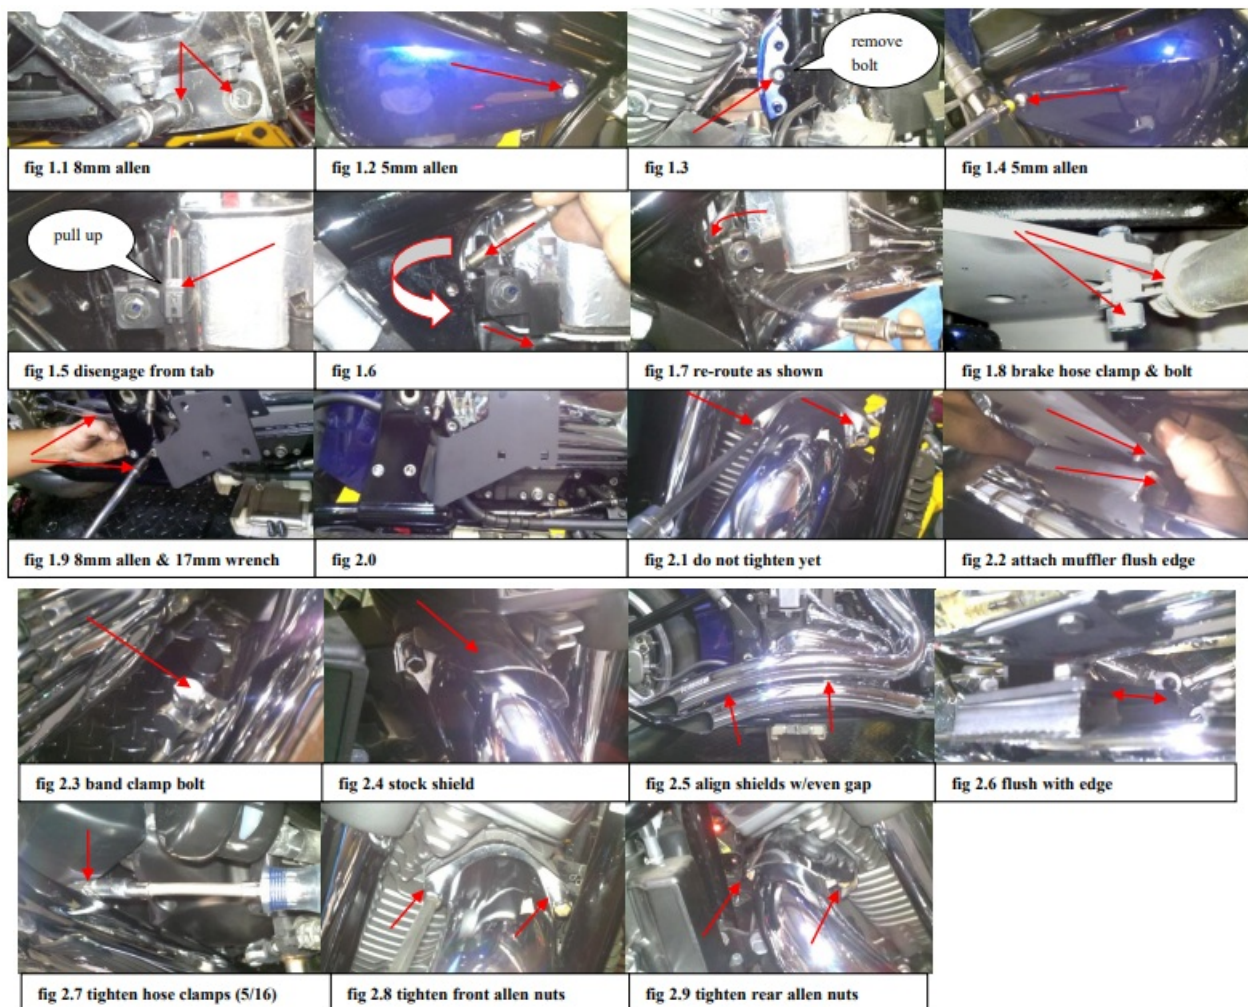 remove
bolt
fig 1.1 8mm allen
fig 1.2 5mm allen
fig 1.3
fig 1.4 5mm allen
pull up
fig 1.5 disengage from tab
fig 1.6
fig 1.7 re-route as shown
fig 1.8 brake hose clamp & bolt
fig 1.9 8mm allen & 17mm wrench
fig 2.0
fig 2.1 do not tighten yet
fig 2.2 attach muffler flush edge
fig 2.3 band clamp bolt
fig 2.4 stock shield
fig 2.5 align shields w/even gap
fig 2.6 flush with edge
fig 2.7 tighten hose clamps (5/16)
fig 2.8 tighten front allen nuts
fig 2.9 tighten rear allen nuts